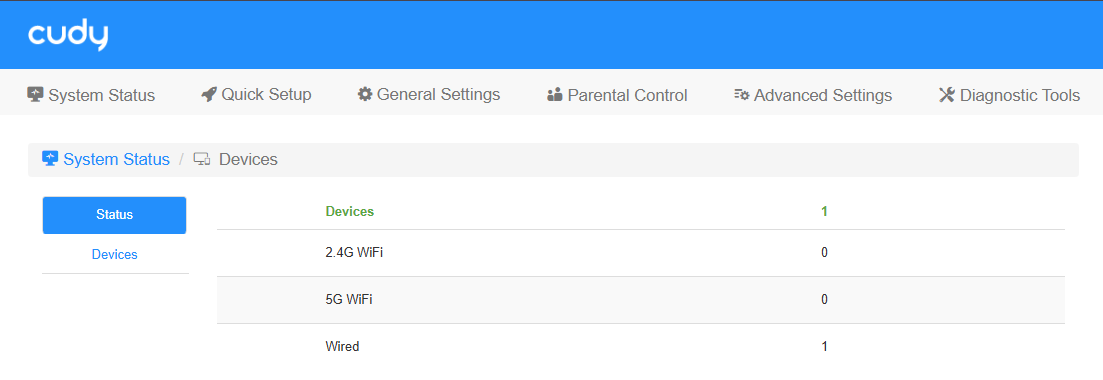 cudy
System Status Quick Setup General Settings Parental Control Advanced Settings Diagnostic Tools
System Status / Devices
Status
Devices
Devices 1
2.4G WiFi 0
5G WiFi 0
Wired 1